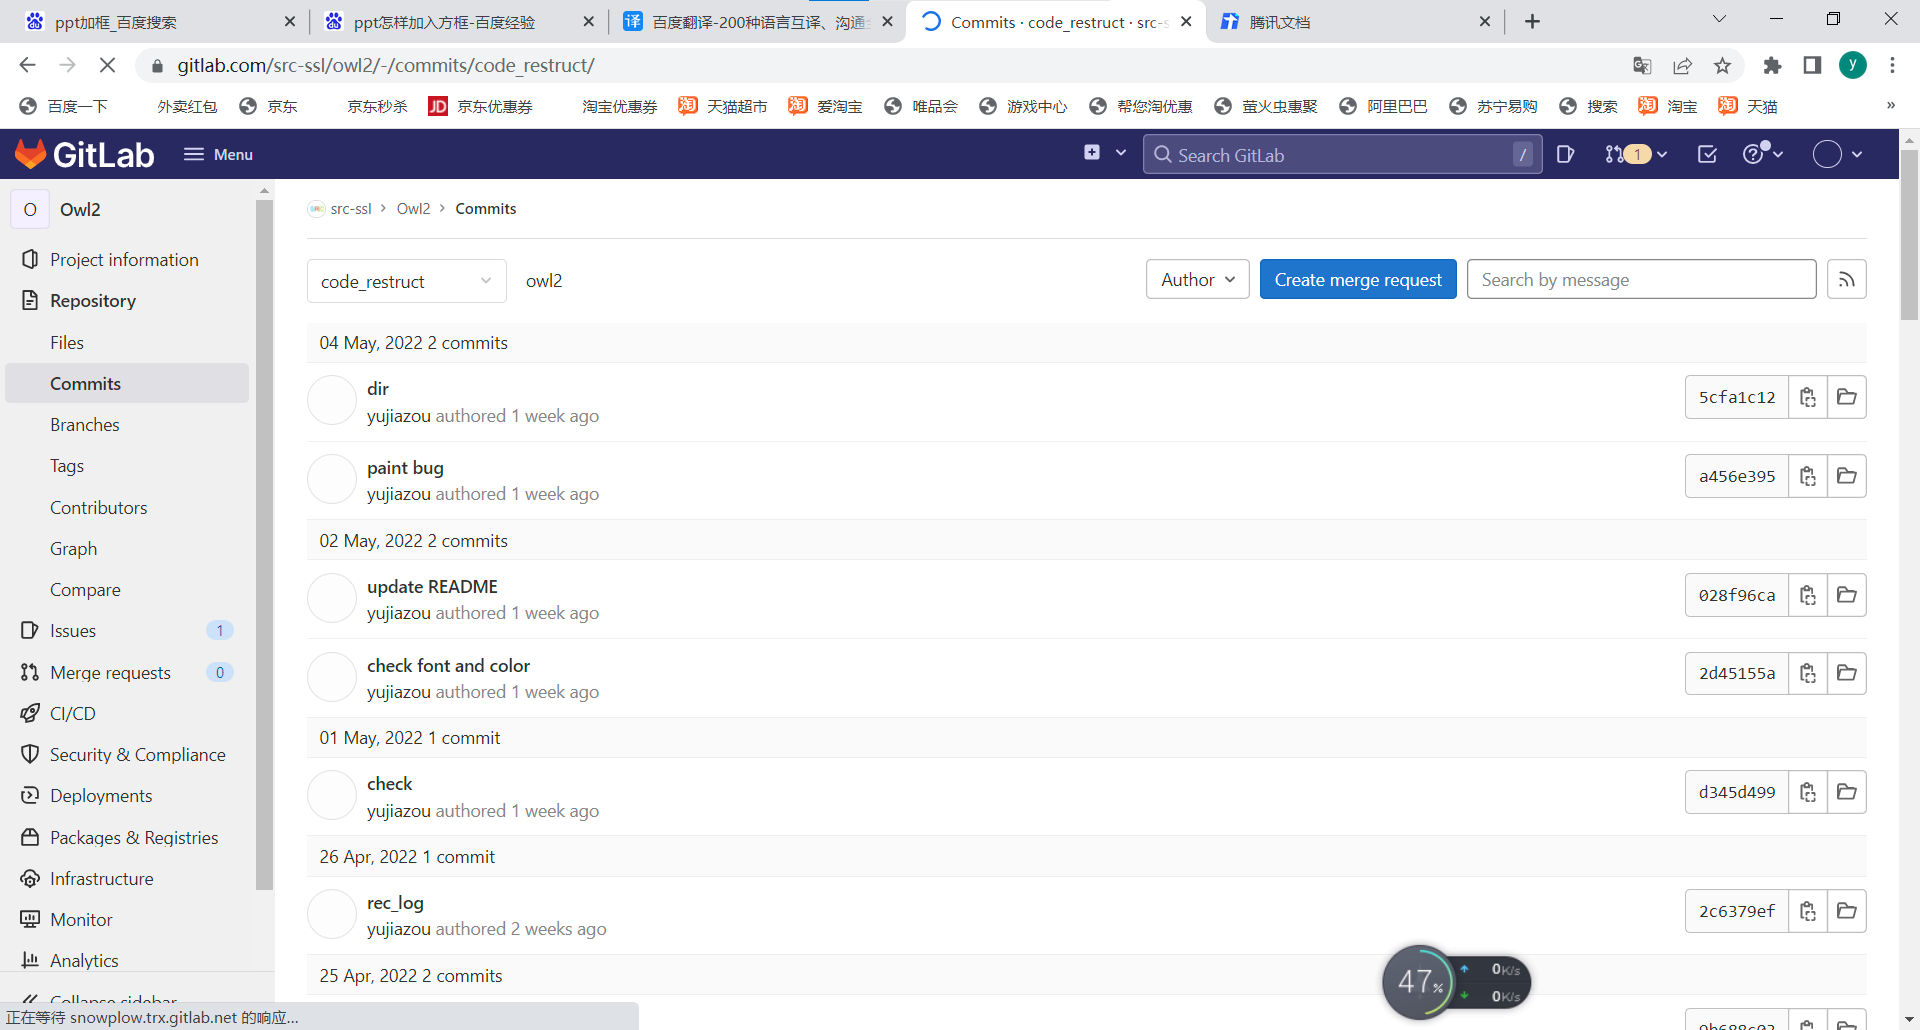 ppt加框_百度搜索
ppt怎样加入方框-百度经验
译 百度翻译-200种语言互译、沟通
Commits · code_restruct · src-s
腾讯文档
gitlab.com/src-ssl/owl2/-/commits/code_restruct/
y
百度一下
外卖红包
京东
京东秒杀
JD 京东优惠券
淘宝优惠券
淘 天猫超市
淘 爱淘宝
唯品会
游戏中心
帮您淘优惠
萤火虫惠聚
阿里巴巴
苏宁易购
搜索
淘 淘宝
淘 天猫
»
GitLab
Menu
Search GitLab
/
1
O Owl2
Project information
Repository
Files
Commits
Branches
Tags
Contributors
Graph
Compare
Issues 1
Merge requests 0
CI/CD
Security & Compliance
Deployments
Packages & Registries
Infrastructure
Monitor
Analytics
Collapse sidebar
src-ssl › Owl2 › Commits
code_restruct
owl2
Author
Create merge request
Search by message
04 May, 2022 2 commits
dir
yujiazou authored 1 week ago
5cfa1c12
paint bug
yujiazou authored 1 week ago
a456e395
02 May, 2022 2 commits
update README
yujiazou authored 1 week ago
028f96ca
check font and color
yujiazou authored 1 week ago
2d45155a
01 May, 2022 1 commit
check
yujiazou authored 1 week ago
d345d499
26 Apr, 2022 1 commit
rec_log
yujiazou authored 2 weeks ago
2c6379ef
25 Apr, 2022 2 commits
47%
0K/s
0K/s
正在等待 snowplow.trx.gitlab.net 的响应...